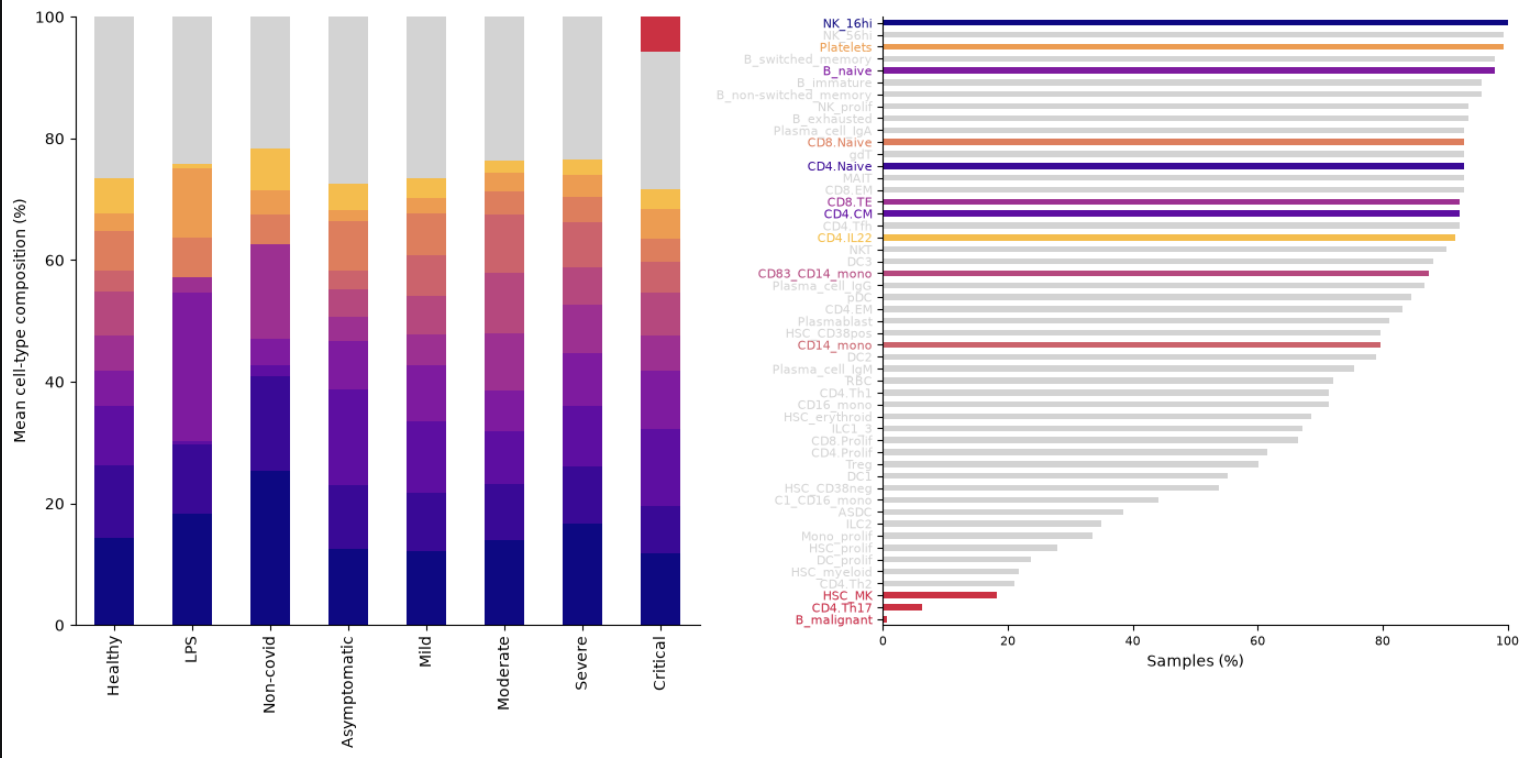 100
80
60
40
20
0
Mean cell-type composition (%)
Healthy
LPS
Non-covid
Asymptomatic
Mild
Moderate
Severe
Critical
NK_16hi
NK_56hi
Platelets
B_switched_memory
B_naive
B_immature
B_non-switched_memory
NK_prolif
B_exhausted
Plasma_cell_IgA
CD8.Naive
gdT
CD4.Naive
MAIT
CD8.EM
CD8.TE
CD4.CM
CD4.Tfh
CD4.IL22
NKT
DC3
CD83_CD14_mono
Plasma_cell_IgG
pDC
CD4.EM
Plasmablast
HSC_CD38pos
CD14_mono
DC2
Plasma_cell_IgM
RBC
CD4.Th1
CD16_mono
HSC_erythroid
ILC1_3
CD8.Prolif
CD4.Prolif
Treg
DC1
HSC_CD38neg
C1_CD16_mono
ASDC
ILC2
Mono_prolif
HSC_prolif
DC_prolif
HSC_myeloid
CD4.Th2
HSC_MK
CD4.Th17
B_malignant
0 20 40 60 80 100
Samples (%)